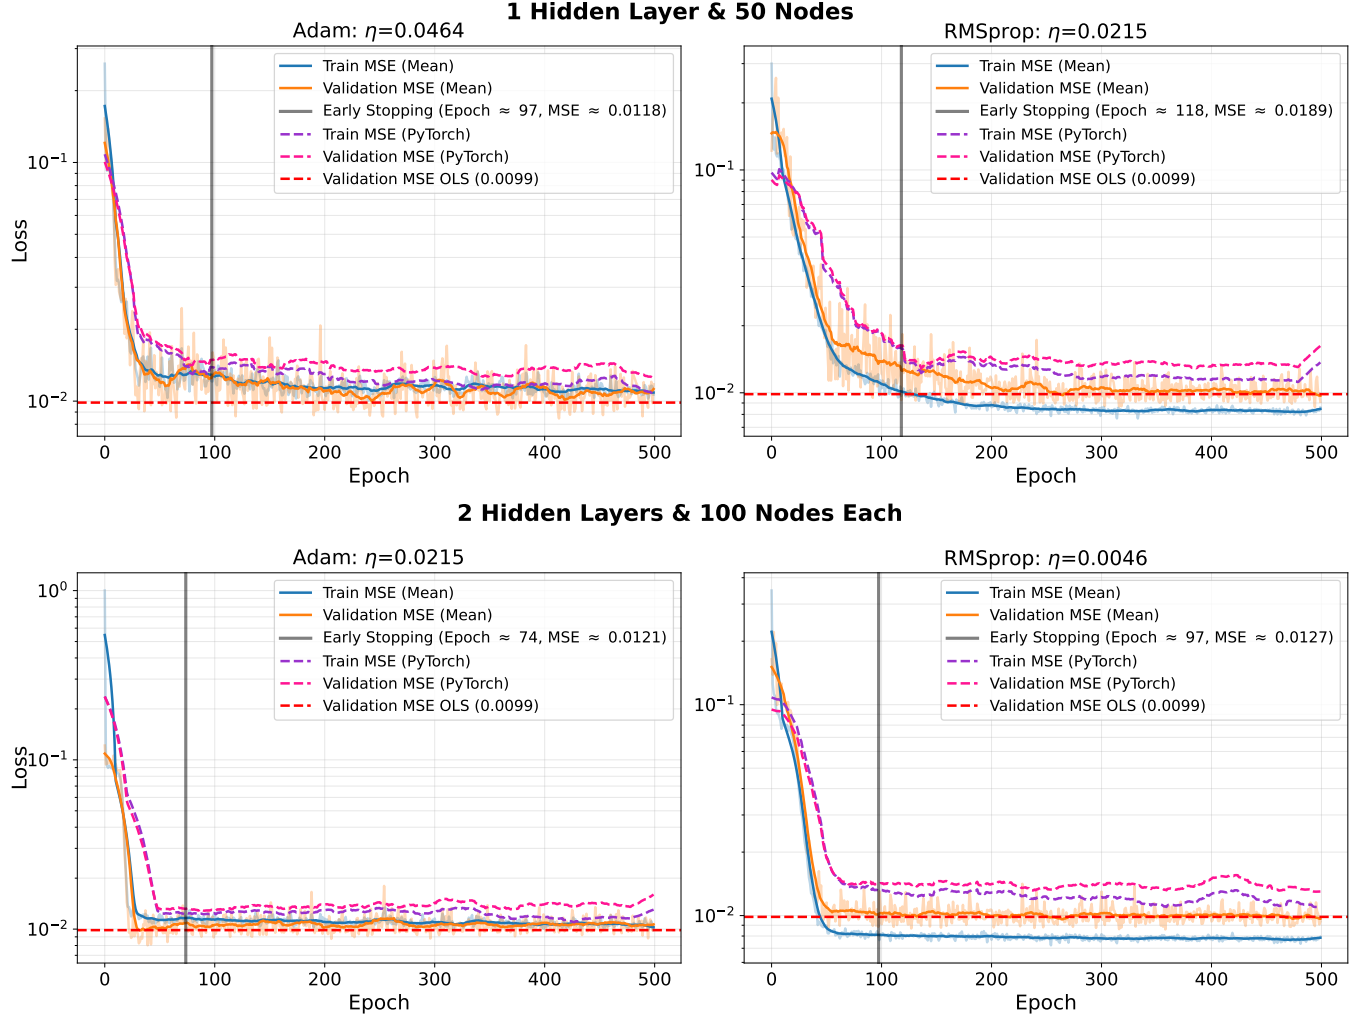 1 Hidden Layer & 50 Nodes
Adam: η=0.0464
Train MSE (Mean)
Validation MSE (Mean)
Early Stopping (Epoch ≈ 97, MSE ≈ 0.0118)
Train MSE (PyTorch)
Validation MSE (PyTorch)
Validation MSE OLS (0.0099)
Loss
10⁻¹
10⁻²
0 100 200 300 400 500
Epoch
RMSprop: η=0.0215
Train MSE (Mean)
Validation MSE (Mean)
Early Stopping (Epoch ≈ 118, MSE ≈ 0.0189)
Train MSE (PyTorch)
Validation MSE (PyTorch)
Validation MSE OLS (0.0099)
10⁻¹
10⁻²
0 100 200 300 400 500
Epoch
2 Hidden Layers & 100 Nodes Each
Adam: η=0.0215
Train MSE (Mean)
Validation MSE (Mean)
Early Stopping (Epoch ≈ 74, MSE ≈ 0.0121)
Train MSE (PyTorch)
Validation MSE (PyTorch)
Validation MSE OLS (0.0099)
Loss
10⁰
10⁻¹
10⁻²
0 100 200 300 400 500
Epoch
RMSprop: η=0.0046
Train MSE (Mean)
Validation MSE (Mean)
Early Stopping (Epoch ≈ 97, MSE ≈ 0.0127)
Train MSE (PyTorch)
Validation MSE (PyTorch)
Validation MSE OLS (0.0099)
10⁻¹
10⁻²
0 100 200 300 400 500
Epoch